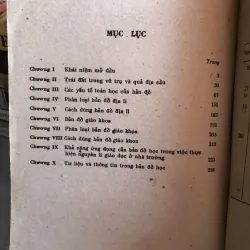 MỤC LỤC
Trang
Chương I Khái niệm mở đầu 3
Chương II Trái đất trong vũ trụ và quả địa cầu
Chương III Các yếu tố toán học của bản đồ
Chương IV Phân loại bản đồ địa lí
Chương V Cách dùng bản đồ địa lí
Chương VI Bản đồ giáo khoa
Chương VII Phân loại bản đồ giáo khoa
Chương VIII Cách dùng bản đồ giáo khoa
Chương IX Khả năng ứng dụng của bản đồ học trong việc thực
hiện nguyên lí giáo dục ở nhà trường
Chương X Tư liệu và thông tin trong bản đồ học